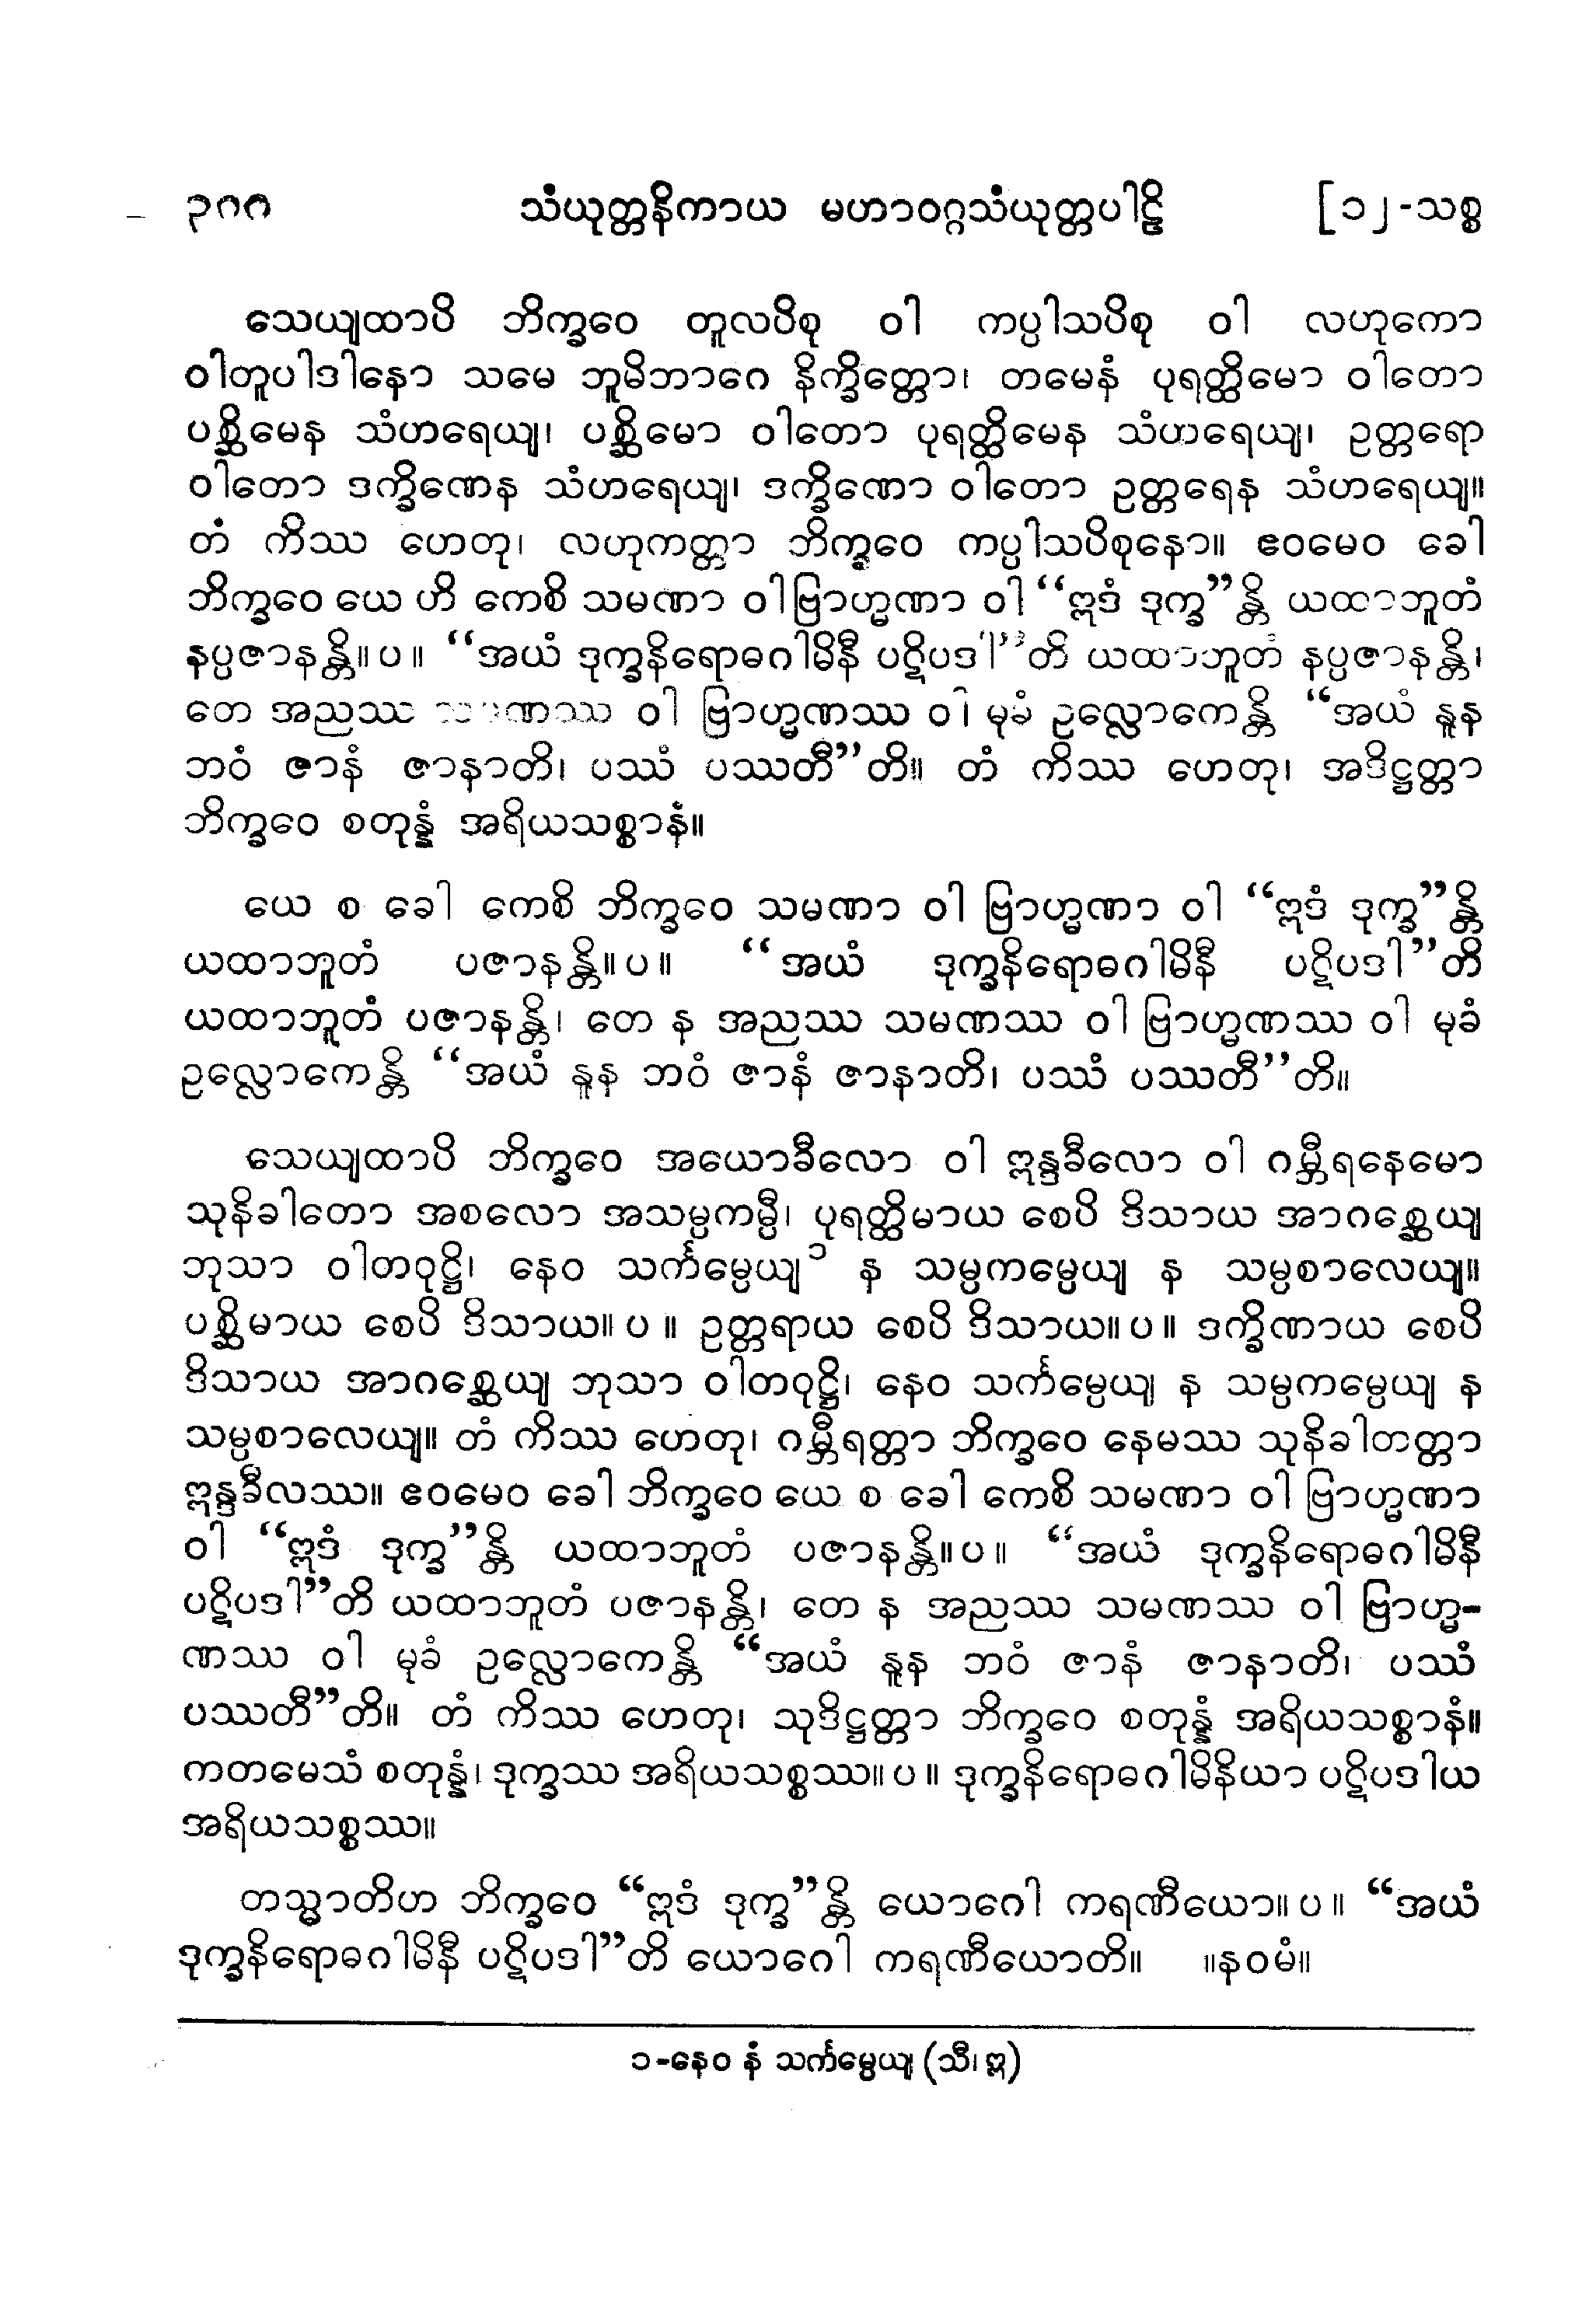 ၃၈၈ သံယုတ္တနိကာယ မဟာဝဂ္ဂသံယုတ္တပါဠိ [၁၂-သစ္စ
သေယျထာပိ ဘိက္ခဝေ တူလပိစု ဝါ ကပ္ပါသပိစု ဝါ လဟုကော
ဝါတူပါဒါနော သမေ ဘူမိဘာဂေ နိက္ခိတ္တော၊ တမေနံ ပုရတ္ထိမော ဝါတော
ပစ္ဆိမေန သံဟရေယျ၊ ပစ္ဆိမော ဝါတော ပုရတ္ထိမေန သံဟရေယျ၊ ဥတ္တရော
ဝါတော ဒက္ခိဏေန သံဟရေယျ၊ ဒက္ခိဏော ဝါတော ဥတ္တရေန သံဟရေယျ။
တံ ကိဿ ဟေတု၊ လဟုကတ္တာ ဘိက္ခဝေ ကပ္ပါသပိစုနော။ ဧဝမေဝ ခေါ
ဘိက္ခဝေ ယေ ဟိ ကေစိ သမဏာ ဝါ ဗြာဟ္မဏာ ဝါ “ဣဒံ ဒုက္ခ”န္တိ ယထာဘူတံ
နပ္ပဇာနန္တိ။ပ။ “အယံ ဒုက္ခနိရောဓဂါမိနီ ပဋိပဒါ”တိ ယထာဘူတံ နပ္ပဇာနန္တိ၊
တေ အညဿ သမဏဿ ဝါ ဗြာဟ္မဏဿ ဝါ မုခံ ဥလ္လောကေန္တိ “အယံ နူန
ဘဝံ ဇာနံ ဇာနာတိ၊ ပဿံ ပဿတီ”တိ။ တံ ကိဿ ဟေတု၊ အဒိဋ္ဌတ္တာ
ဘိက္ခဝေ စတုန္နံ အရိယသစ္စာနံ။
ယေ စ ခေါ ကေစိ ဘိက္ခဝေ သမဏာ ဝါ ဗြာဟ္မဏာ ဝါ “ဣဒံ ဒုက္ခ”န္တိ
ယထာဘူတံ ပဇာနန္တိ။ပ။ “အယံ ဒုက္ခနိရောဓဂါမိနီ ပဋိပဒါ”တိ
ယထာဘူတံ ပဇာနန္တိ၊ တေ န အညဿ သမဏဿ ဝါ ဗြာဟ္မဏဿ ဝါ မုခံ
ဥလ္လောကေန္တိ “အယံ နူန ဘဝံ ဇာနံ ဇာနာတိ၊ ပဿံ ပဿတီ”တိ။
သေယျထာပိ ဘိက္ခဝေ အယောခီလော ဝါ ဣန္ဒခီလော ဝါ ဂမ္ဘီရနေမော
သုနိခါတော အစလော အသမ္ပကမ္ပီ၊ ပုရတ္ထိမာယ စေပိ ဒိသာယ အာဂစ္ဆေယျ
ဘုသာ ဝါတဝုဋ္ဌိ၊ နေဝ သင်္ကမ္ပေယျ ၁ န သမ္ပကမ္ပေယျ န သမ္ပစာလေယျ။
ပစ္ဆိမာယ စေပိ ဒိသာယ။ပ။ ဥတ္တရာယ စေပိ ဒိသာယ။ပ။ ဒက္ခိဏာယ စေပိ
ဒိသာယ အာဂစ္ဆေယျ ဘုသာ ဝါတဝုဋ္ဌိ၊ နေဝ သင်္ကမ္ပေယျ န သမ္ပကမ္ပေယျ န
သမ္ပစာလေယျ။ တံ ကိဿ ဟေတု၊ ဂမ္ဘီရတ္တာ ဘိက္ခဝေ နေမဿ သုနိခါတတ္တာ
ဣန္ဒခီလဿ။ ဧဝမေဝ ခေါ ဘိက္ခဝေ ယေ စ ခေါ ကေစိ သမဏာ ဝါ ဗြာဟ္မဏာ
ဝါ “ဣဒံ ဒုက္ခ”န္တိ ယထာဘူတံ ပဇာနန္တိ။ပ။ “အယံ ဒုက္ခနိရောဓဂါမိနီ
ပဋိပဒါ”တိ ယထာဘူတံ ပဇာနန္တိ၊ တေ န အညဿ သမဏဿ ဝါ ဗြာဟ္မ-
ဏဿ ဝါ မုခံ ဥလ္လောကေန္တိ “အယံ နူန ဘဝံ ဇာနံ ဇာနာတိ၊ ပဿံ
ပဿတီ”တိ။ တံ ကိဿ ဟေတု၊ သုဒိဋ္ဌတ္တာ ဘိက္ခဝေ စတုန္နံ အရိယသစ္စာနံ။
ကတမေသံ စတုန္နံ၊ ဒုက္ခဿ အရိယသစ္စဿ။ပ။ ဒုက္ခနိရောဓဂါမိနိယာ ပဋိပဒါယ
အရိယသစ္စဿ။
တသ္မာတိဟ ဘိက္ခဝေ “ဣဒံ ဒုက္ခ”န္တိ ယောဂေါ ကရဏီယော။ပ။ “အယံ
ဒုက္ခနိရောဓဂါမိနီ ပဋိပဒါ”တိ ယောဂေါ ကရဏီယောတိ။ ။နဝမံ။
၁-နေဝ နံ သင်္ကမ္မေယျ (သီ၊ ဣ)